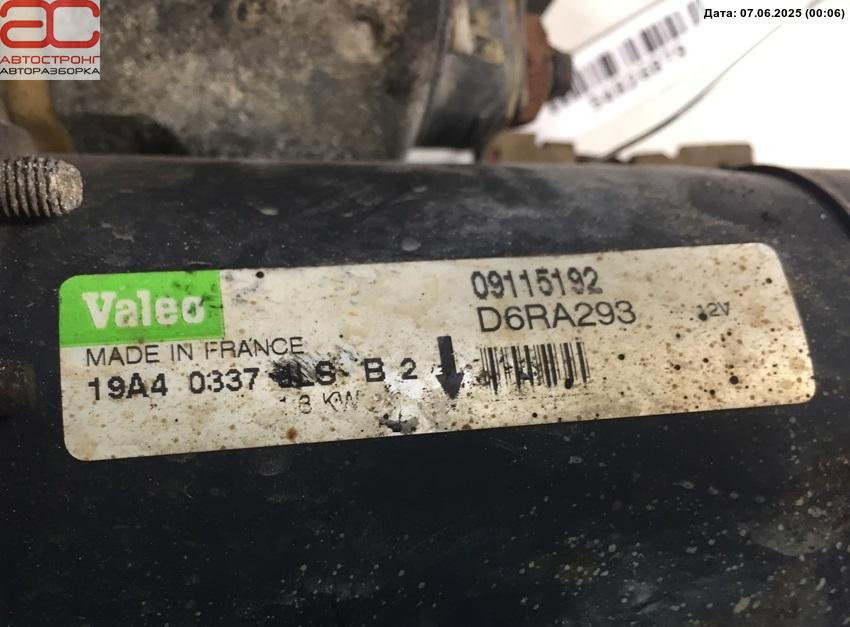 АС
АВТОСТРОНГ
АВТОРАЗБОРКА
Дата: 07.06.2025 (00:06)
Valeo
09115192
D6RA293 12V
MADE IN FRANCE
19A4 0337 B 2
KW